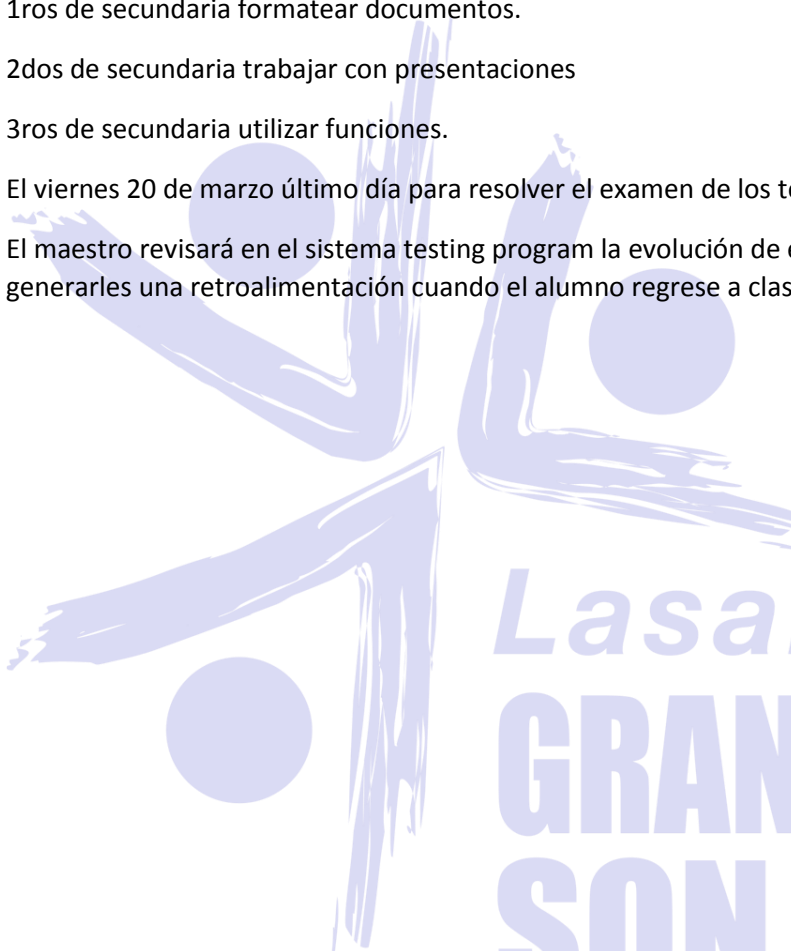 1ros de secundaria formatear documentos.
2dos de secundaria trabajar con presentaciones
3ros de secundaria utilizar funciones.
El viernes 20 de marzo último día para resolver el examen de los
El maestro revisará en el sistema testing program la evolución de
generarles una retroalimentación cuando el alumno regrese a
GRAN
SON